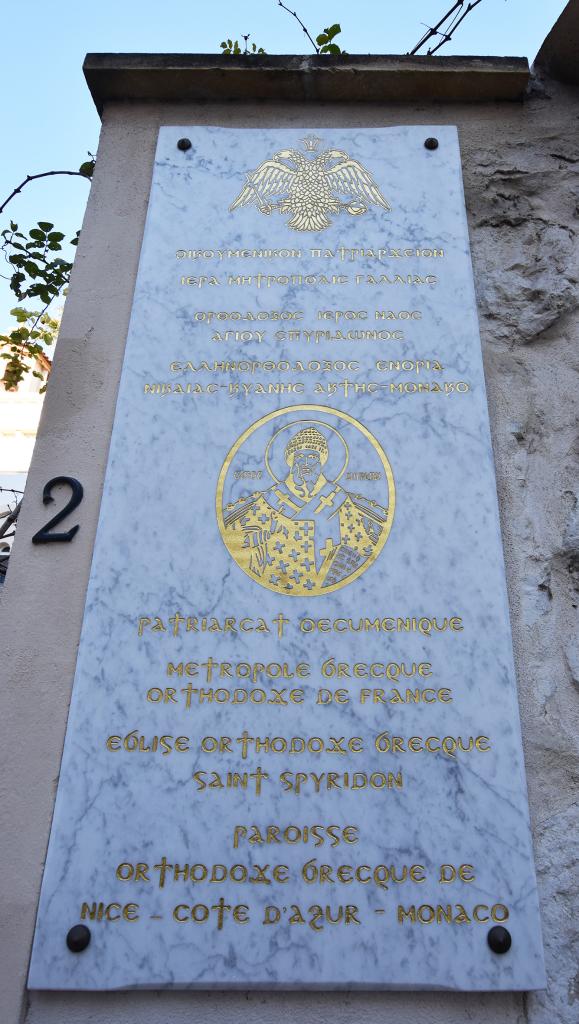 ΟΙΚΟΥΜΕΝΙΚΟΝ ΠΑΤΡΙΑΡΧΕΙΟΝ
ΙΕΡΑ ΜΗΤΡΟΠΟΛΙΣ ΓΑΛΛΙΑΣ
ΟΡΘΟΔΟΞΟΣ ΙΕΡΟΣ ΝΑΟΣ
ΑΓΙΟΥ ΣΠΥΡΙΔΩΝΟΣ
ΕΛΛΗΝΟΡΘΟΔΟΞΟΣ ΕΝΟΡΙΑ
ΝΙΚΑΙΑΣ-ΚΥΑΝΗΣ ΑΚΤΗΣ-ΜΟΝΑΚΟ
2
PATRIARCAT OECUMENIQUE
METROPOLE GRECQUE
ORTHODOXE DE FRANCE
EGLISE ORTHODOXE GRECQUE
SAINT SPYRIDON
PAROISSE
ORTHODOXE GRECQUE DE
NICE - COTE D'AZUR - MONACO